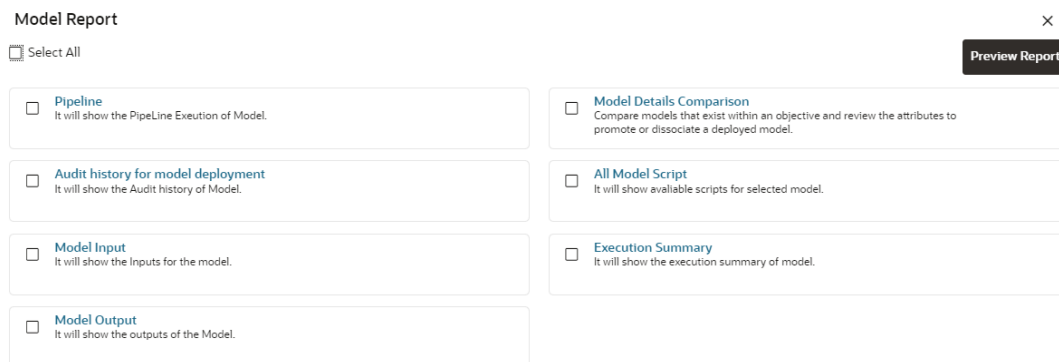 Model Report
Select All
Preview Report
Pipeline
It will show the PipeLine Exeution of Model.
Model Details Comparison
Compare models that exist within an objective and review the attributes to
promote or dissociate a deployed model.
Audit history for model deployment
It will show the Audit history of Model.
All Model Script
It will show avaliable scripts for selected model.
Model Input
It will show the Inputs for the model.
Execution Summary
It will show the execution summary of model.
Model Output
It will show the outputs of the Model.